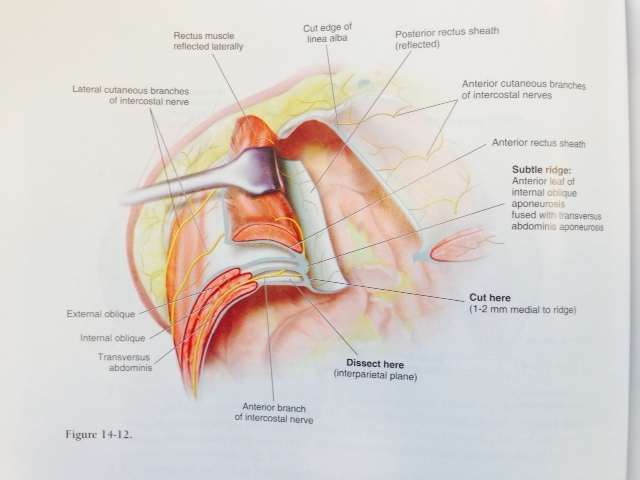 Cut edge of
linea alba
Posterior rectus sheath
(reflected)
Rectus muscle
reflected laterally
Lateral cutaneous branches
of intercostal nerve
Anterior cutaneous branches
of intercostal nerves
Anterior rectus sheath
Subtle ridge:
Anterior leaf of
internal oblique
aponeurosis
fused with transversus
abdominis aponeurosis
Cut here
(1-2 mm medial to ridge)
External oblique
Internal oblique
Transversus
abdominis
Dissect here
(interparietal plane)
Anterior branch
of intercostal nerve
Figure 14-12.